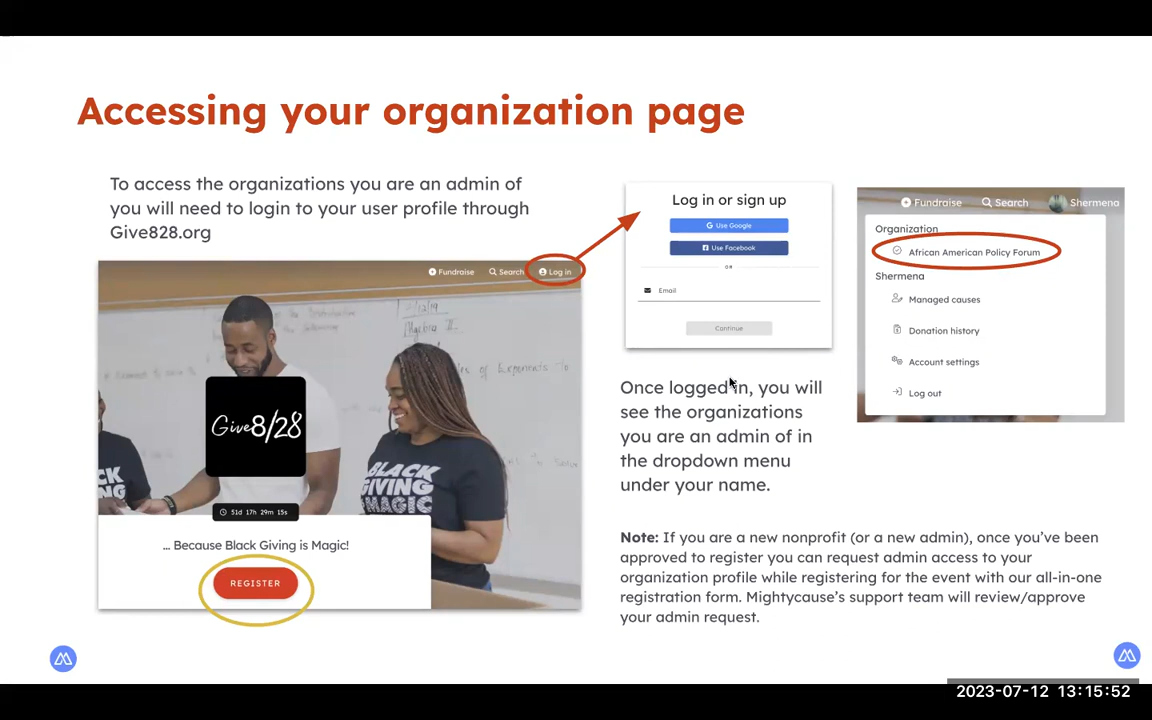 Accessing your organization page
To access the organizations you are an admin of
you will need to login to your user profile through
Give828.org
Fundraise Search Log in
Give8/28
51d 17h 29m 15s
BLACK
GIVING
MAGIC
... Because Black Giving is Magic!
REGISTER
Log in or sign up
Use Google
Use Facebook
OR
Email
Continue
Once logged in, you will
see the organizations
you are an admin of in
the dropdown menu
under your name.
Fundraise Search Shermena
Organization
African American Policy Forum
Shermena
Managed causes
Donation history
Account settings
Log out
Note: If you are a new nonprofit (or a new admin), once you've been
approved to register you can request admin access to your
organization profile while registering for the event with our all-in-one
registration form. Mightycause's support team will review/approve
your admin request.
2023-07-12 13:15:52